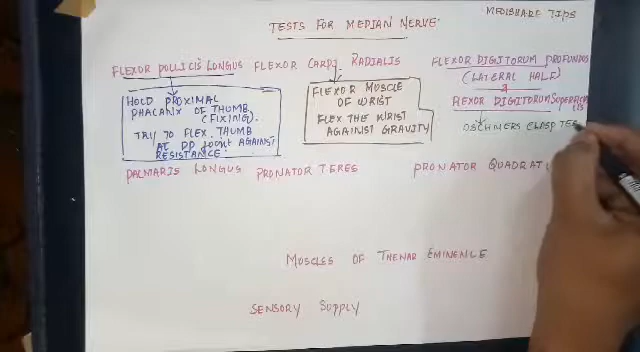 MEDISHARE TIPS
TESTS FOR MEDIAN NERVE
FLEXOR POLLICIS LONGUS
HOLD PROXIMAL
PHALANX OF THUMB
(FIXING).
TRY TO FLEX THUMB
AT DP JOINT AGAINST
RESISTANCE.
FLEXOR CARPI RADIALIS
FLEXOR MUSCLE
OF WRIST
FLEX THE WRIST
AGAINST GRAVITY
FLEXOR DIGITORUM PROFUNDUS
(LATERAL HALF)
&
FLEXOR DIGITORUM SUPERFICIALIS
OSCHNERS CLASP TES
PALMARIS LONGUS
PRONATOR TERES
PRONATOR QUADRATU
MUSCLES OF THENAR EMINENCE
SENSORY SUPPLY